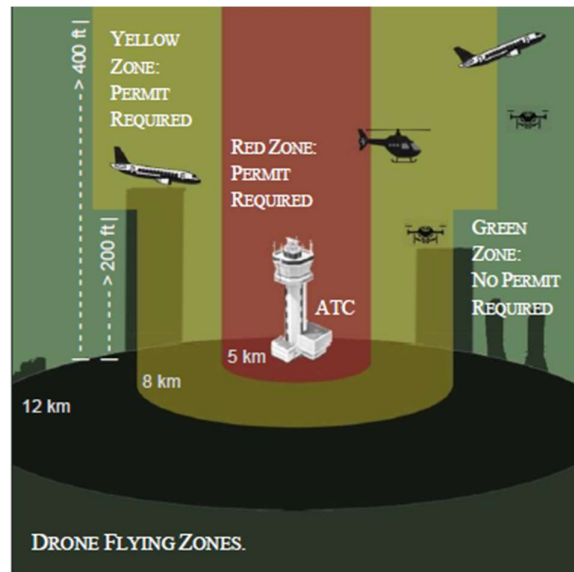 > 400 ft |
YELLOW
ZONE:
PERMIT
REQUIRED
RED ZONE:
PERMIT
REQUIRED
> 200 ft |
GREEN
ZONE:
NO PERMIT
REQUIRED
ATC
5 km
8 km
12 km
DRONE FLYING ZONES.